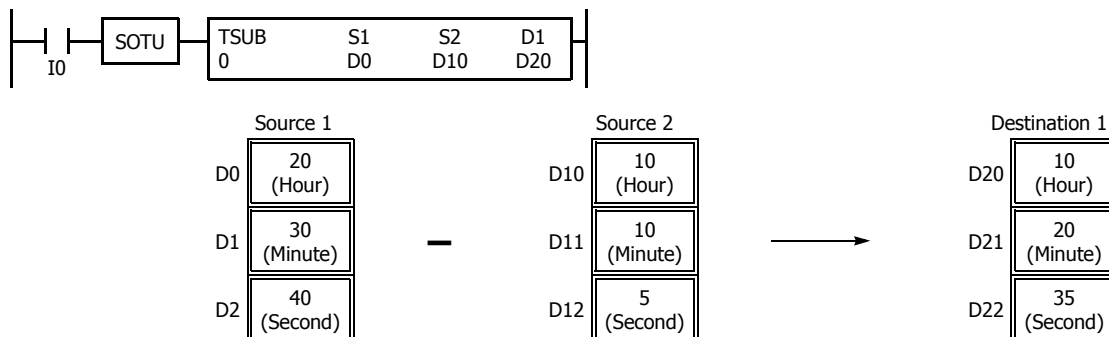 SOTU
TSUB S1 S2 D1
0 D0 D10 D20
I0
Source 1 Source 2 Destination 1
D0 20 (Hour) D10 10 (Hour) D20 10 (Hour)
D1 30 (Minute) – D11 10 (Minute) D21 20 (Minute)
D2 40 (Second) D12 5 (Second) D22 35 (Second)